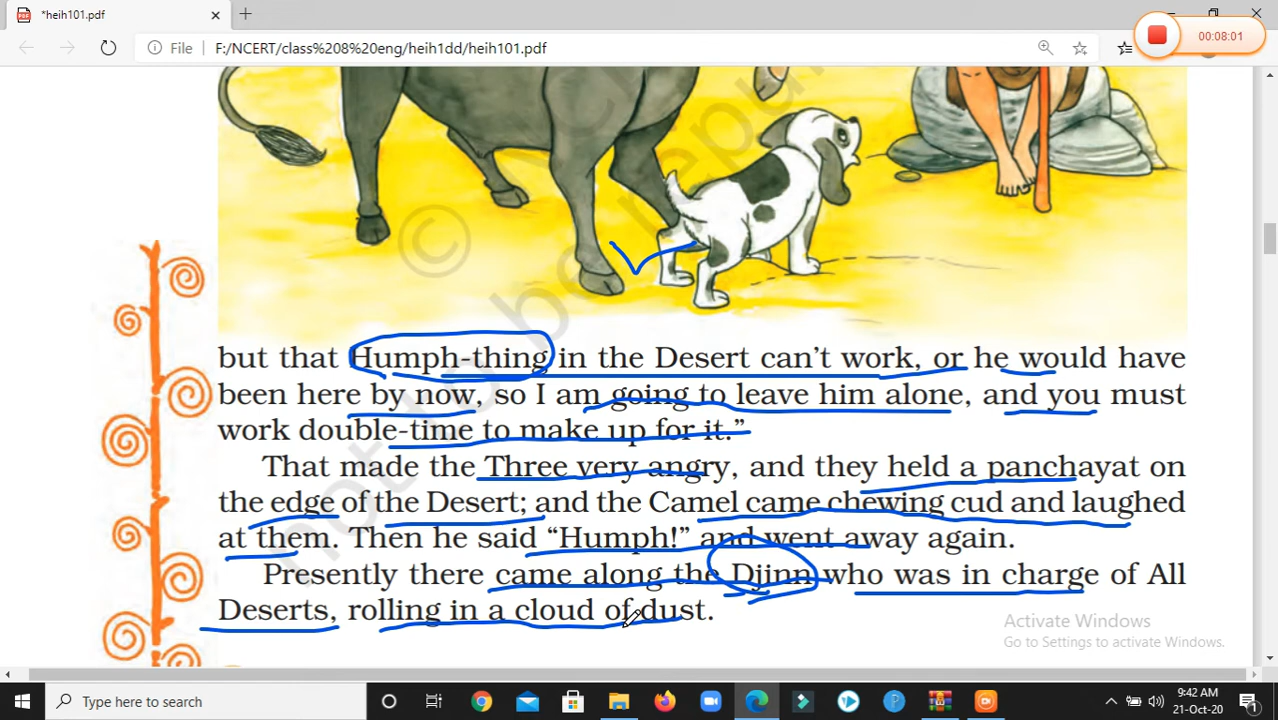 *heih101.pdf
File F:/NCERT/class%208%20eng/heih1dd/heih101.pdf
00:08:01
© not to be republ
but that Humph-thing in the Desert can't work, or he would have
been here by now, so I am going to leave him alone, and you must
work double-time to make up for it."
That made the Three very angry, and they held a panchayat on
the edge of the Desert; and the Camel came chewing cud and laughed
at them. Then he said "Humph!" and went away again.
Presently there came along the Djinn who was in charge of All
Deserts, rolling in a cloud of dust.
Activate Windows
Go to Settings to activate Windows.
Type here to search
9:42 AM
21-Oct-20